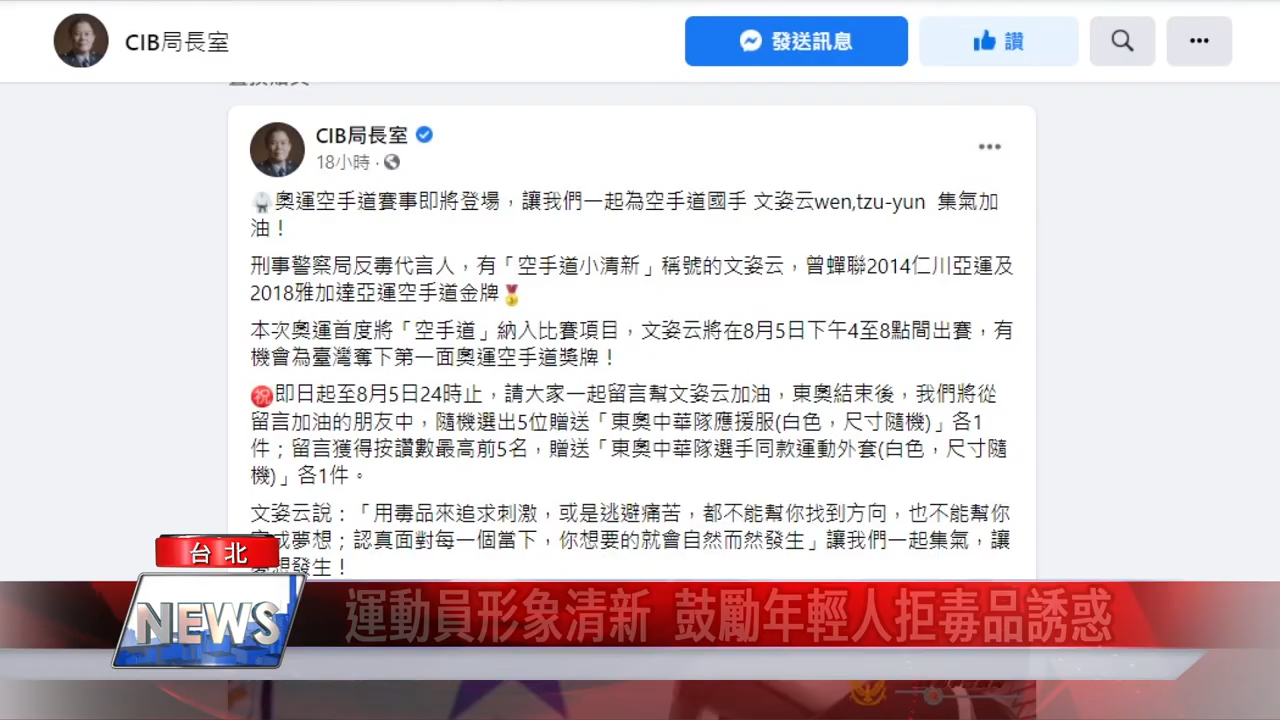 CIB局長室
發送訊息
讚
CIB局長室
18小時
奧運空手道賽事即將登場，讓我們一起為空手道國手 文姿云wen,tzu-yun 集氣加
油！
刑事警察局反毒代言人，有「空手道小清新」稱號的文姿云，曾蟬聯2014仁川亞運及
2018雅加達亞運空手道金牌
本次奧運首度將「空手道」納入比賽項目，文姿云將在8月5日下午4至8點間出賽，有
機會為臺灣奪下第一面奧運空手道獎牌！
㊗即日起至8月5日24時止，請大家一起留言幫文姿云加油，東奧結束後，我們將從
留言加油的朋友中，隨機選出5位贈送「東奧中華隊應援服(白色，尺寸隨機)」各1
件；留言獲得按讚數最高前5名，贈送「東奧中華隊選手同款運動外套(白色，尺寸隨
機)」各1件。
文姿云說：「用毒品來追求刺激，或是逃避痛苦，都不能幫你找到方向，也不能幫你
成夢想；認真面對每一個當下，你想要的就會自然而然發生」讓我們一起集氣，讓
想發生！
台北
NEWS
運動員形象清新 鼓勵年輕人拒毒品誘惑